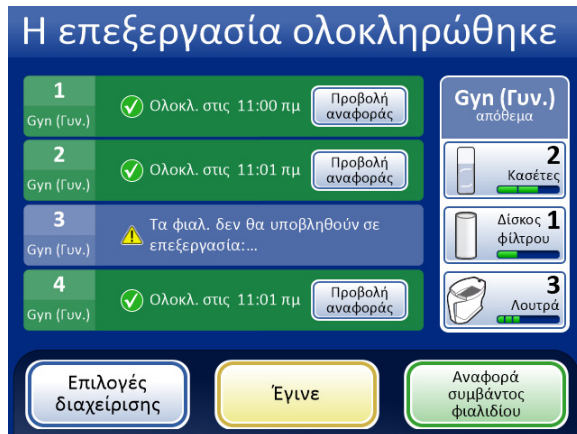 Η επεξεργασία ολοκληρώθηκε
1
Gyn (Γυν.)
Ολοκλ. στις 11:00 πμ
Προβολή
αναφοράς
2
Gyn (Γυν.)
Ολοκλ. στις 11:01 πμ
Προβολή
αναφοράς
3
Gyn (Γυν.)
Τα φιαλ. δεν θα υποβληθούν σε
επεξεργασία:...
4
Gyn (Γυν.)
Ολοκλ. στις 11:01 πμ
Προβολή
αναφοράς
Gyn (Γυν.)
απόθεμα
2
Κασέτες
Δίσκος 1
φίλτρου
3
Λουτρά
Επιλογές
διαχείρισης
Έγινε
Αναφορά
συμβάντος
φιαλιδίου